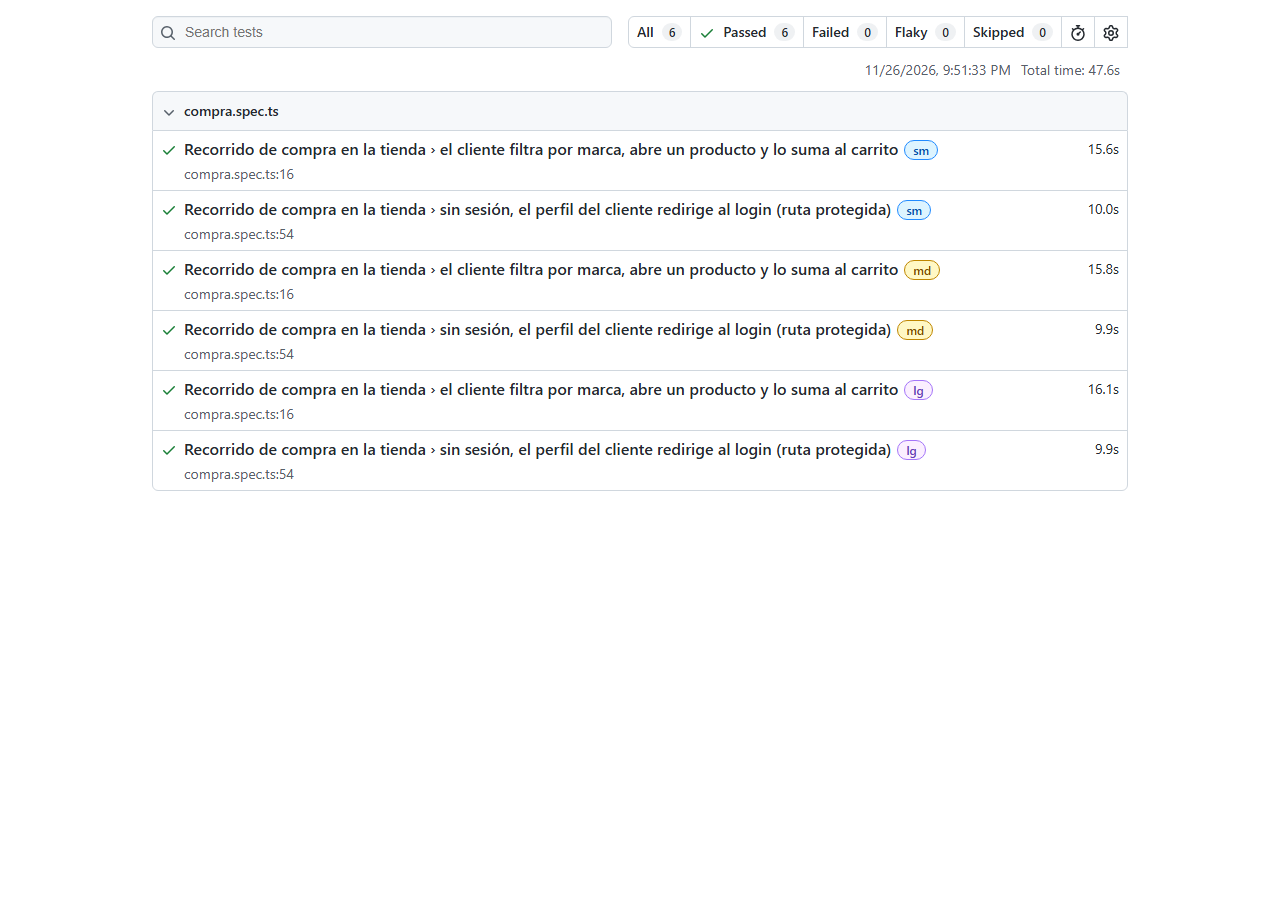 Search tests
All 6 Passed 6 Failed 0 Flaky 0 Skipped 0
11/26/2026, 9:51:33 PM Total time: 47.6s
compra.spec.ts
Recorrido de compra en la tienda › el cliente filtra por marca, abre un producto y lo suma al carrito sm 15.6s
compra.spec.ts:16
Recorrido de compra en la tienda › sin sesión, el perfil del cliente redirige al login (ruta protegida) sm 10.0s
compra.spec.ts:54
Recorrido de compra en la tienda › el cliente filtra por marca, abre un producto y lo suma al carrito md 15.8s
compra.spec.ts:16
Recorrido de compra en la tienda › sin sesión, el perfil del cliente redirige al login (ruta protegida) md 9.9s
compra.spec.ts:54
Recorrido de compra en la tienda › el cliente filtra por marca, abre un producto y lo suma al carrito lg 16.1s
compra.spec.ts:16
Recorrido de compra en la tienda › sin sesión, el perfil del cliente redirige al login (ruta protegida) lg 9.9s
compra.spec.ts:54